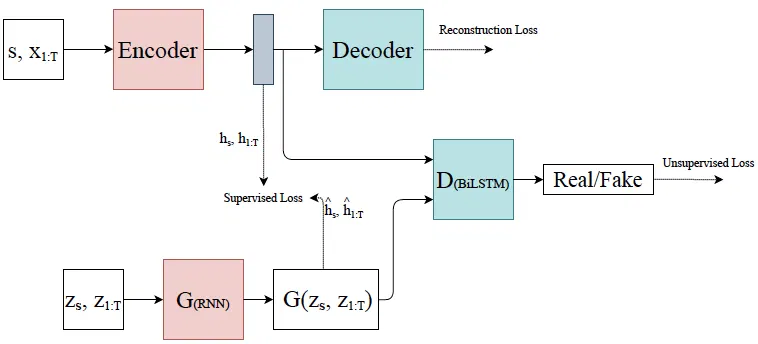 s, x1:T
Encoder
Decoder
Reconstruction Loss
hs, h1:T
Supervised Loss
ĥs, ĥ1:T
D(BiLSTM)
Real/Fake
Unsupervised Loss
zs, z1:T
G(RNN)
G(zs, z1:T)